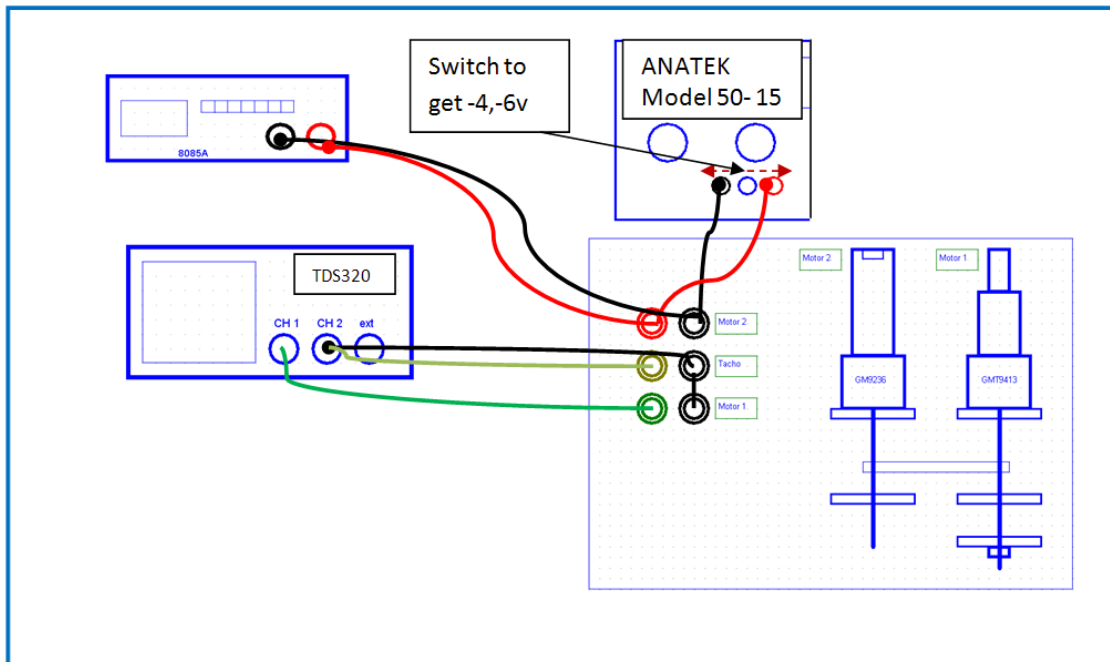 Switch to
get -4,-6v
ANATEK
Model 50- 15
8085A
TDS320
CH 1
CH 2
ext
Motor 2
Motor 1
Motor 2
Tacho
Motor 1
GM9236
GMT9413